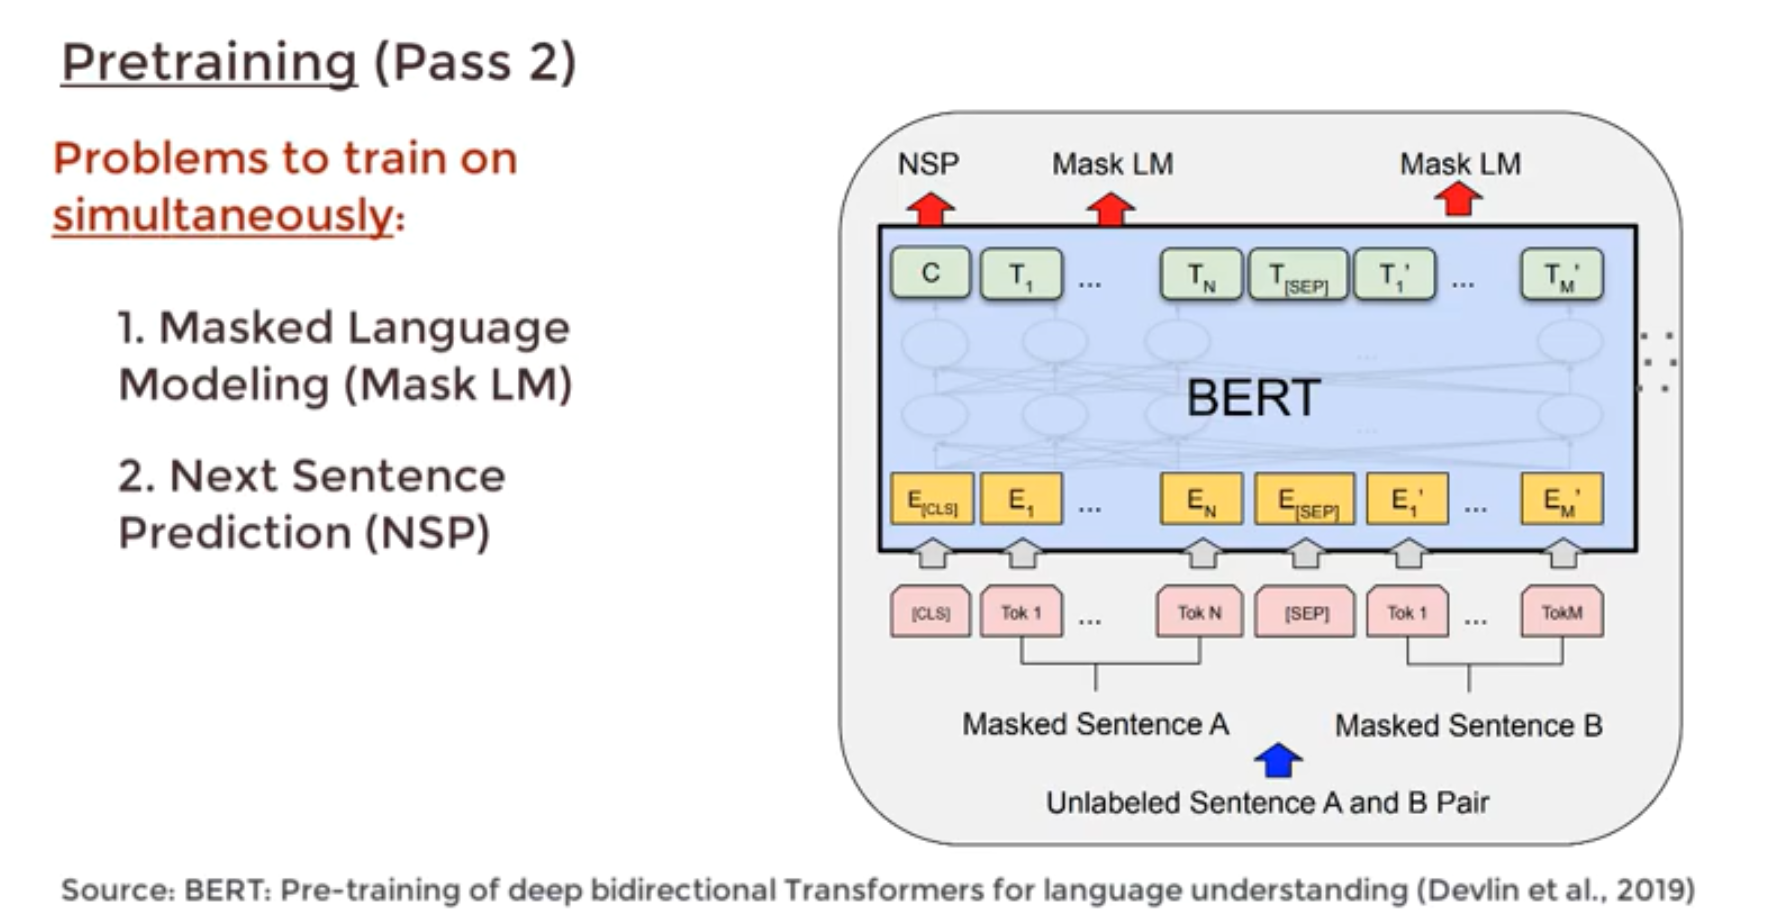 Pretraining (Pass 2)
Problems to train on
simultaneously:
1. Masked Language
Modeling (Mask LM)
2. Next Sentence
Prediction (NSP)
NSP Mask LM Mask LM
C T1 ... TN T[SEP] T1' ... TM'
...
BERT
...
E[CLS] E1 ... EN E[SEP] E1' ... EM'
[CLS] Tok 1 ... Tok N [SEP] Tok 1 ... TokM
Masked Sentence A Masked Sentence B
Unlabeled Sentence A and B Pair
Source: BERT: Pre-training of deep bidirectional Transformers for language understanding (Devlin et al., 2019)